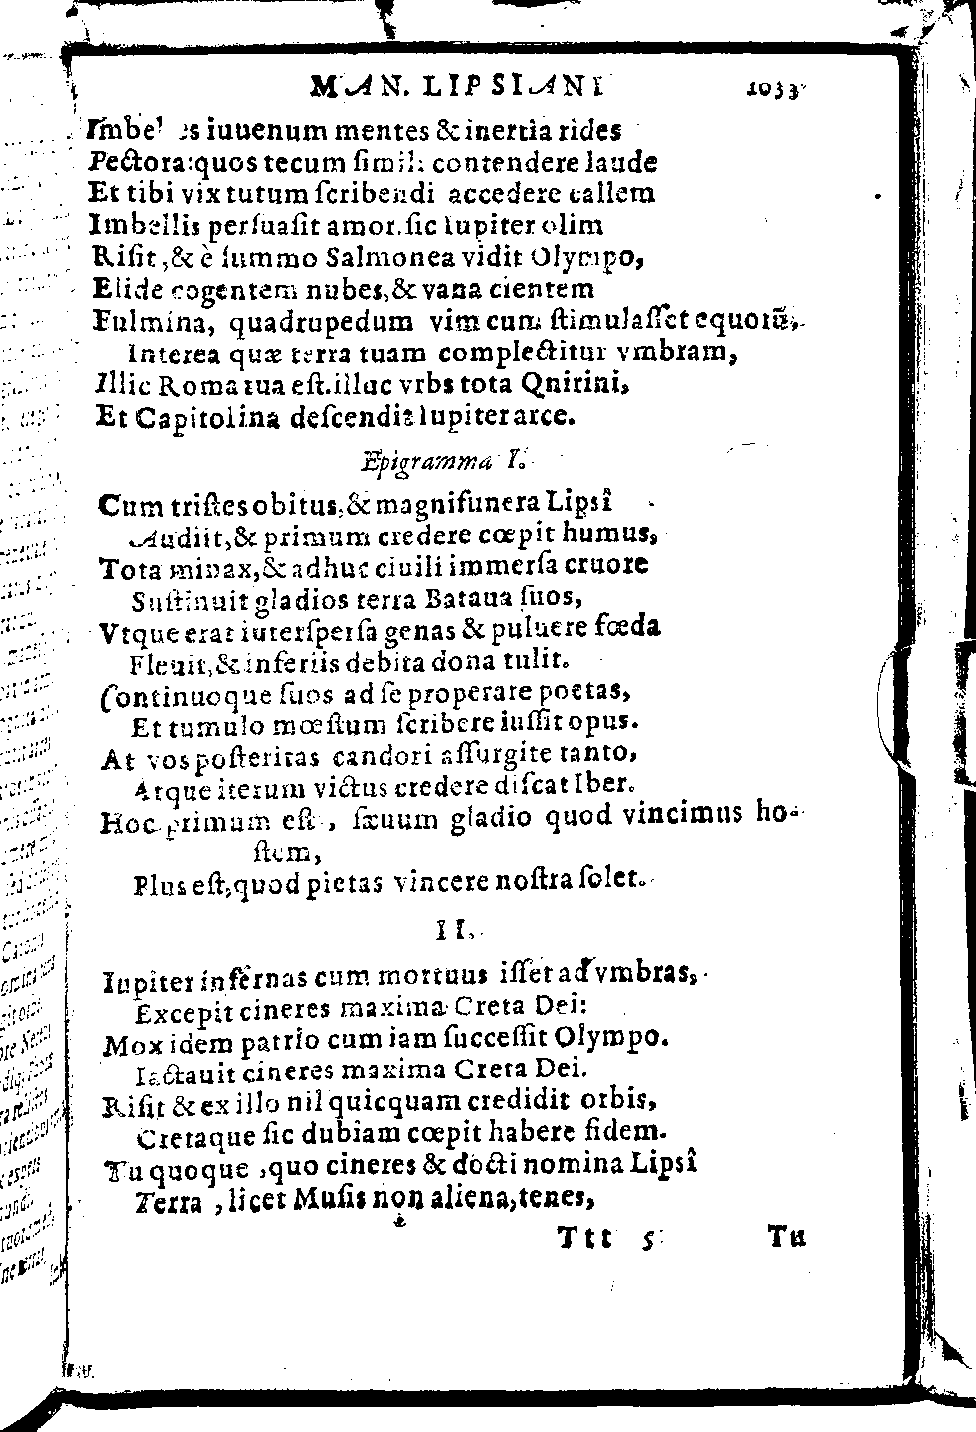 MAN. LIPSIANI 1033
Imbelles iuuenum mentes & inertia rides
Pectora: quos tecum simili contendere laude
Et tibi vix tutum scribendi accedere callem
Imbellis persuasit amor. sic Iupiter olim
Risit, & è summo Salmonea vidit Olympo,
Elide cogentem nubes, & vana cientem
Fulmina, quadrupedum vim cum stimulasset equorū,
Interea quæ terra tuam complectitur vmbram,
Illic Roma tua est. illuc vrbs tota Qnirini,
Et Capitolina descendit Iupiter arce.
Epigramma I.
Cum tristes obitus, & magni funera Lipsî
Audiit, & primum credere cœpit humus,
Tota minax, & adhuc ciuili immersa cruore
Sustinuit gladios terra Bataua suos,
Vtque erat interspersa genas & puluere fœda
Fleuit, & inferiis debita dona tulit.
Continuoque suos ad se properare poetas,
Et tumulo mœstum scribere iussit opus.
At vos posteritas candori assurgite tanto,
Atque iterum victus credere discat Iber.
Hoc primum est, sæuum gladio quod vincimus ho-
stem,
Plus est, quod pietas vincere nostra solet.
II.
Iupiter infernas cum mortuus isset ad vmbras,
Excepit cineres maxima Creta Dei:
Mox idem patrio cum iam successit Olympo.
Iactauit cineres maxima Creta Dei.
Risit & ex illo nil quicquam credidit orbis,
Cretaque sic dubiam cœpit habere fidem.
Tu quoque, quo cineres & docti nomina Lipsî
Terra, licet Musis non aliena, tenes,
Ttt 5 Tu